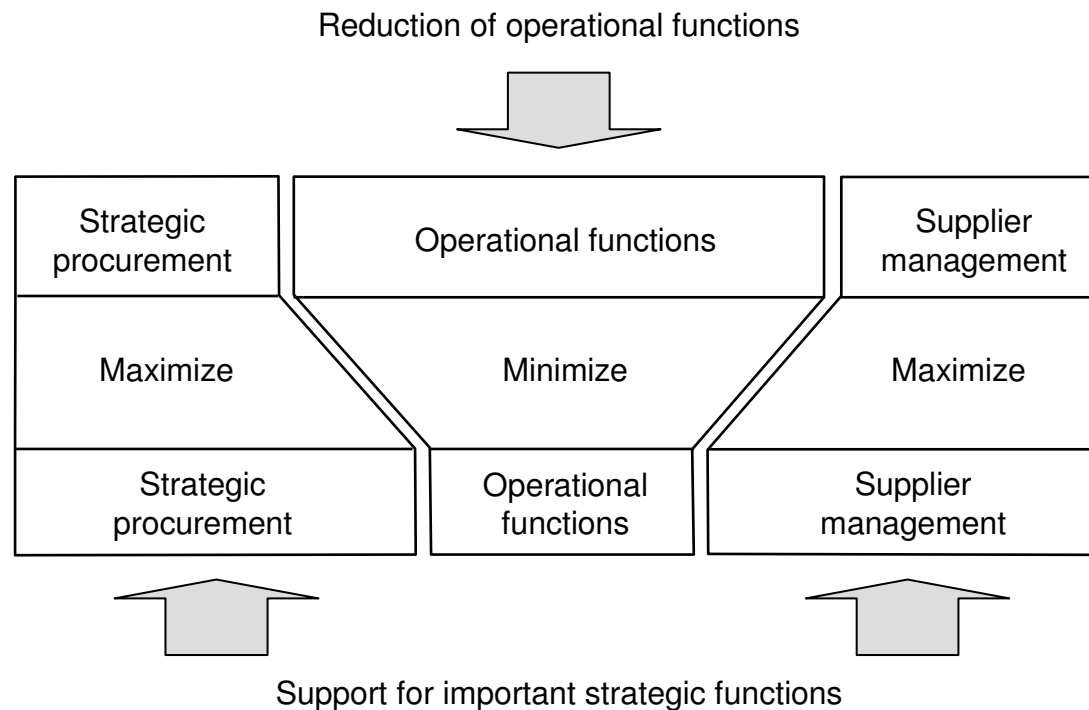 Reduction of operational functions
Strategic
procurement
Operational functions
Supplier
management
Maximize
Minimize
Maximize
Strategic
procurement
Operational
functions
Supplier
management
Support for important strategic functions